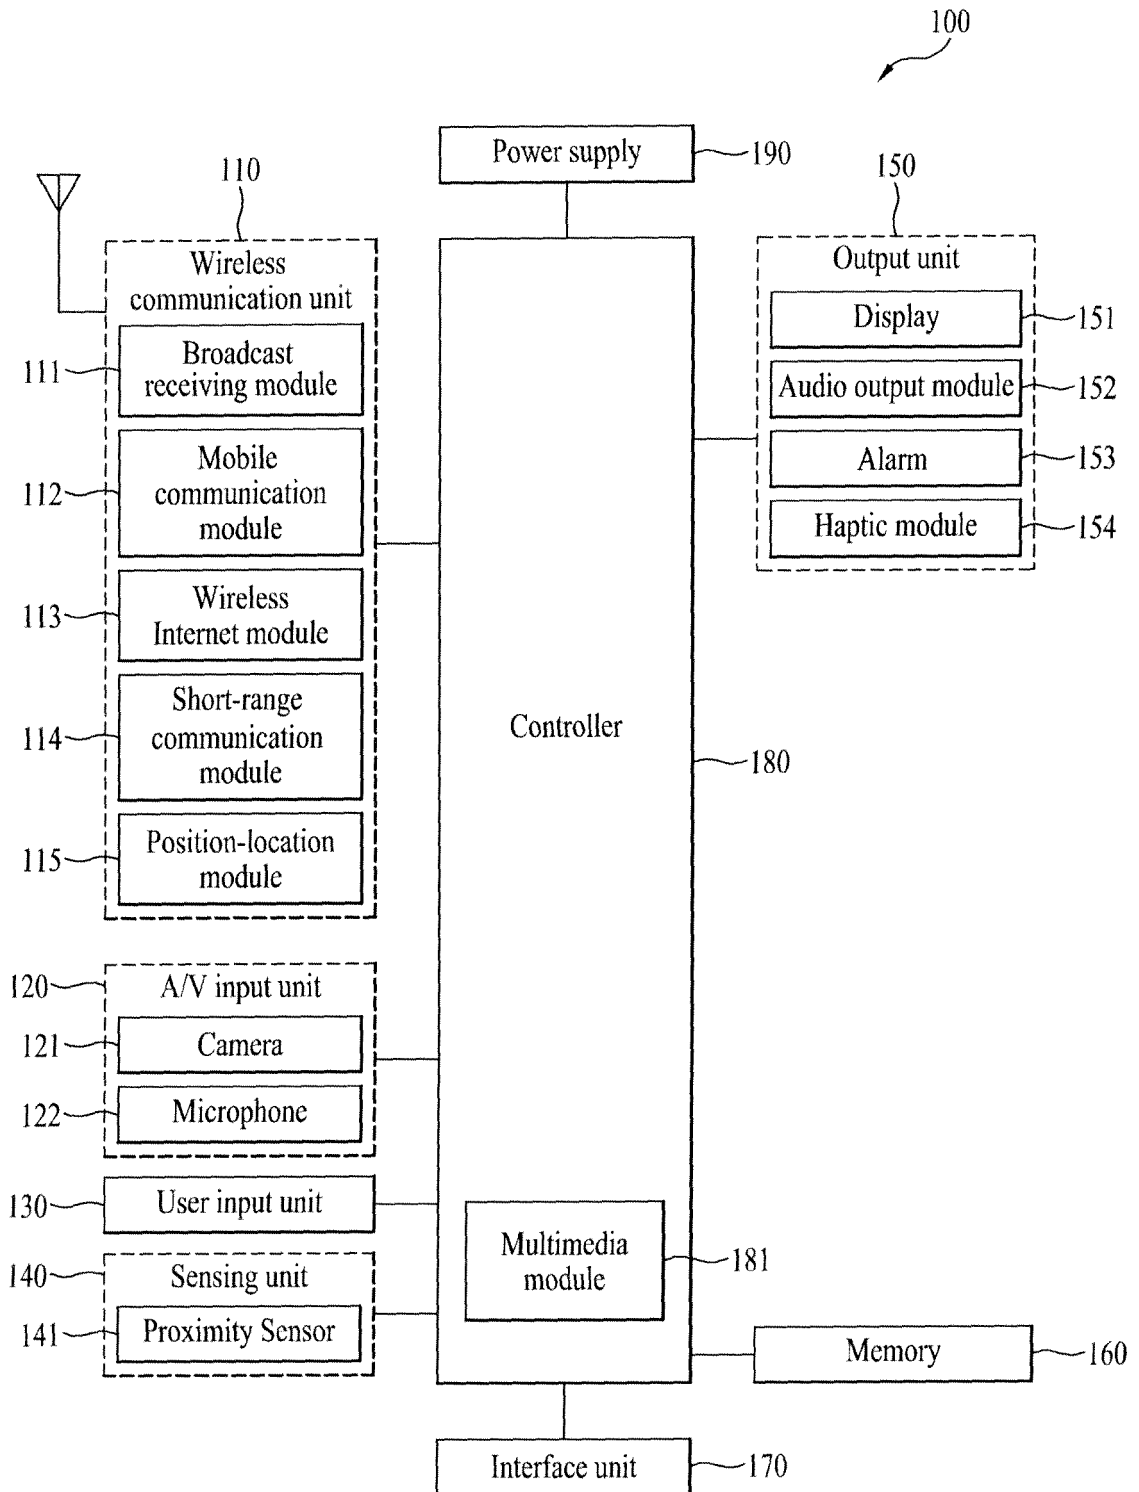 100
Power supply
190
110
150
Wireless
communication unit
Output unit
Display
151
Broadcast
receiving module
111
Audio output module
152
Mobile
communication
module
112
Alarm
153
Haptic module
154
Wireless
Internet module
113
Short-range
communication
module
114
Controller
180
Position-location
module
115
120
A/V input unit
121
Camera
122
Microphone
130
User input unit
Multimedia
module
181
140
Sensing unit
141
Proximity Sensor
Memory
160
Interface unit
170